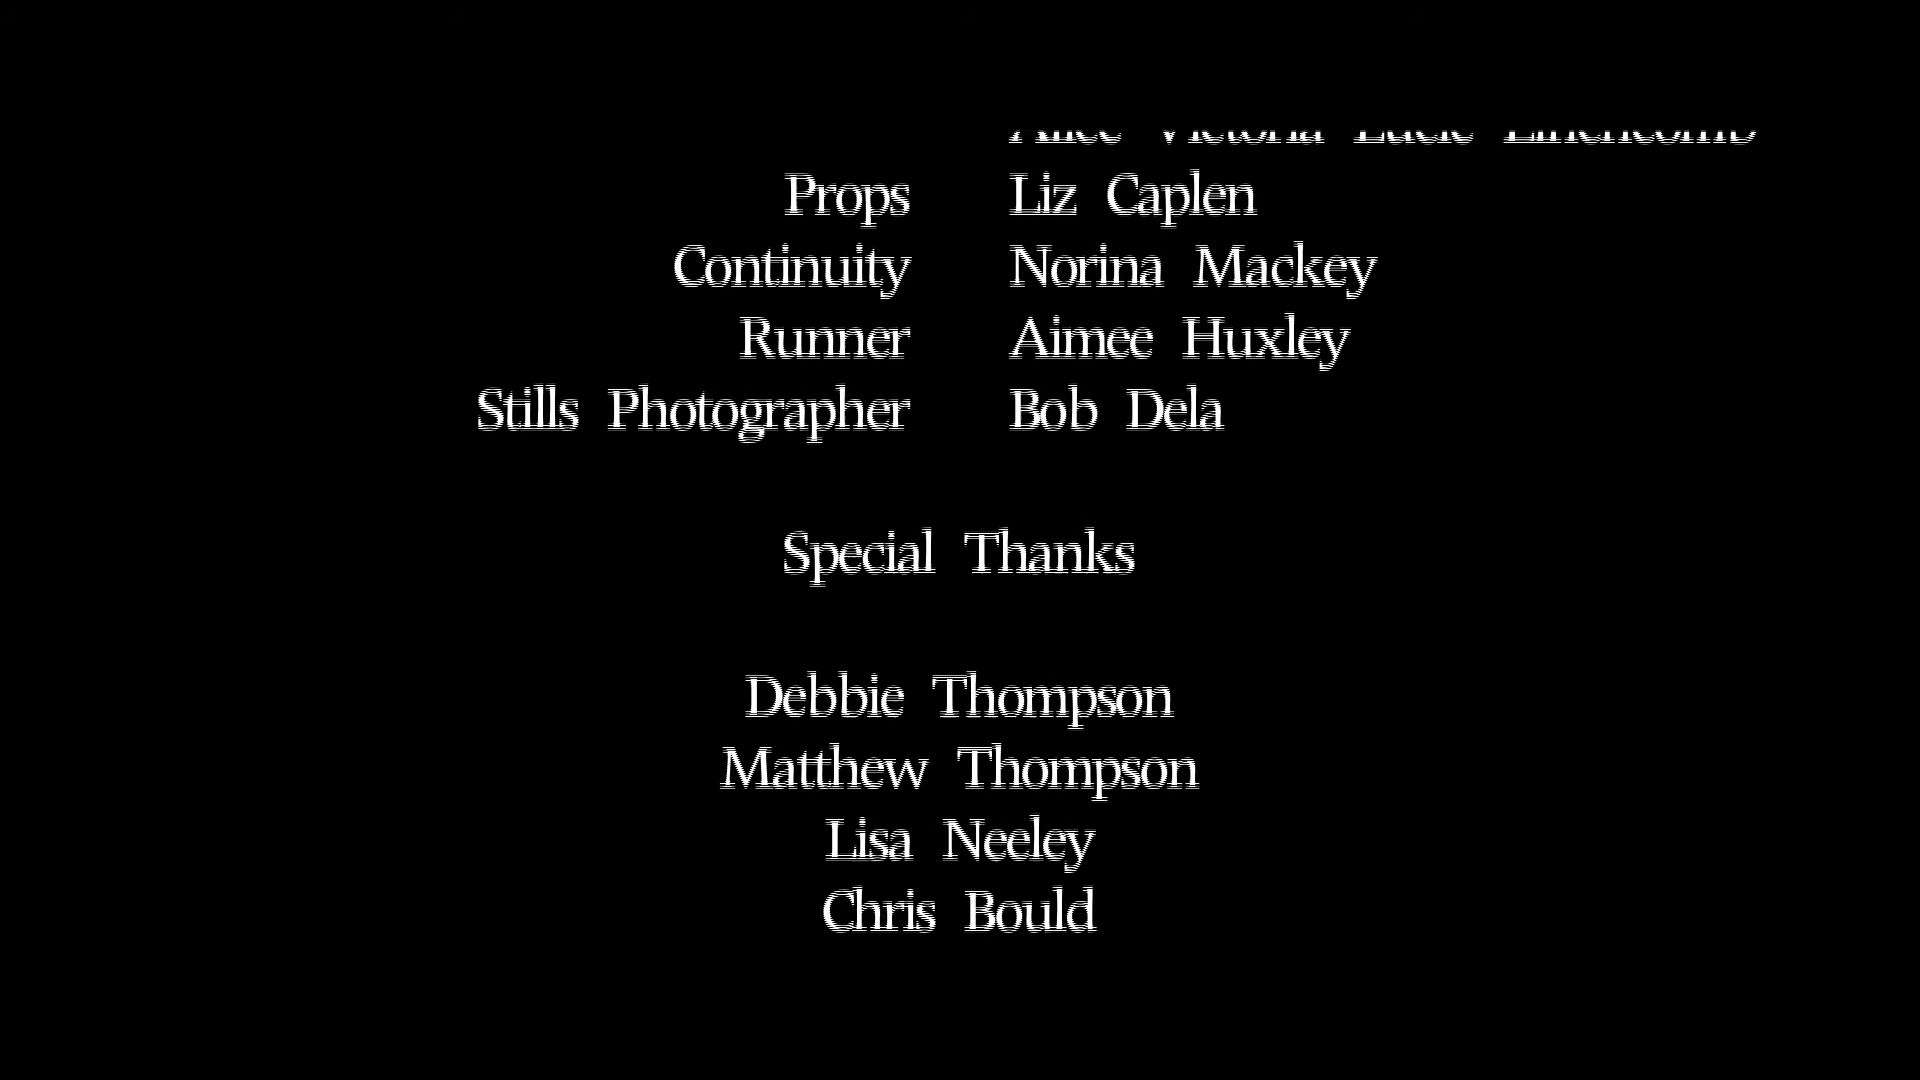 Props Liz Caplen
Continuity Norina Mackey
Runner Aimee Huxley
Stills Photographer Bob Dela
Special Thanks
Debbie Thompson
Matthew Thompson
Lisa Neeley
Chris Bould